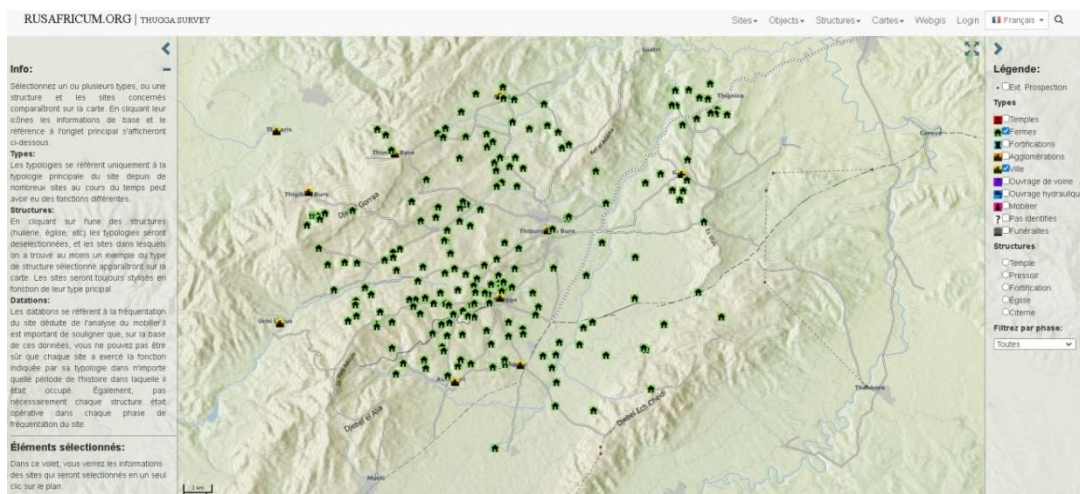 RUSAFRICUM.ORG | THUGGA SURVEY
Sites Objects Structures Cartes Webgis Login Français
Info:
Sélectionnez un ou plusieurs types, ou une
structure et les sites concernés
comparaîtront sur la carte. En cliquant leur
icônes les informations de base et le
référence à l'onglet principal s'afficheront
ci-dessous.
Types:
Les typologies se réfèrent uniquement à la
typologie principale du site depuis de
nombreux sites au cours du temps peut
avoir eu des fonctions différentes.
Structures:
En cliquant sur l'une des structures
(huilerie, église, etc) les typologies seront
deselectionnées, et les sites dans lesquels
on a trouvé au moins un exemple du type
de structure sélectionné apparaîtront sur la
carte. Les sites seront toujours stylisés en
fonction de leur type pricipal.
Datations:
Les datations se réfèrent à la fréquentation
du site déduite de l'analyse du mobilier.Il
est important de souligner que, sur la base
de ces données, vous ne pouvez pas être
sûr que chaque site a exercé la fonction
indiquée par sa typologie dans n'importe
quelle période de l'histoire dans laquelle il
était occupé. Également, pas
nécessairement chaque structure était
opérative dans chaque phase de
fréquentation du site.
Éléments sélectionnés:
Dans ce volet, vous verrez les informations
des sites qui seront sélectionnés en un seul
clic sur le plan.
Sustri
Thignica
Djebel Gorraa
Djebel el Alia
Djebel Ech Cheidi
Musti
2 km
Légende:
Ext. Prospection
Types
Temples
Fermes
Fortifications
Agglomérations
Ville
Ouvrage de voirie
Ouvrage hydrauliqu
Mobilier
? Pas identifiés
Funérailles
Structures
Temple
Pressoir
Fortification
Église
Citerne
Filtrez par phase:
Toutes